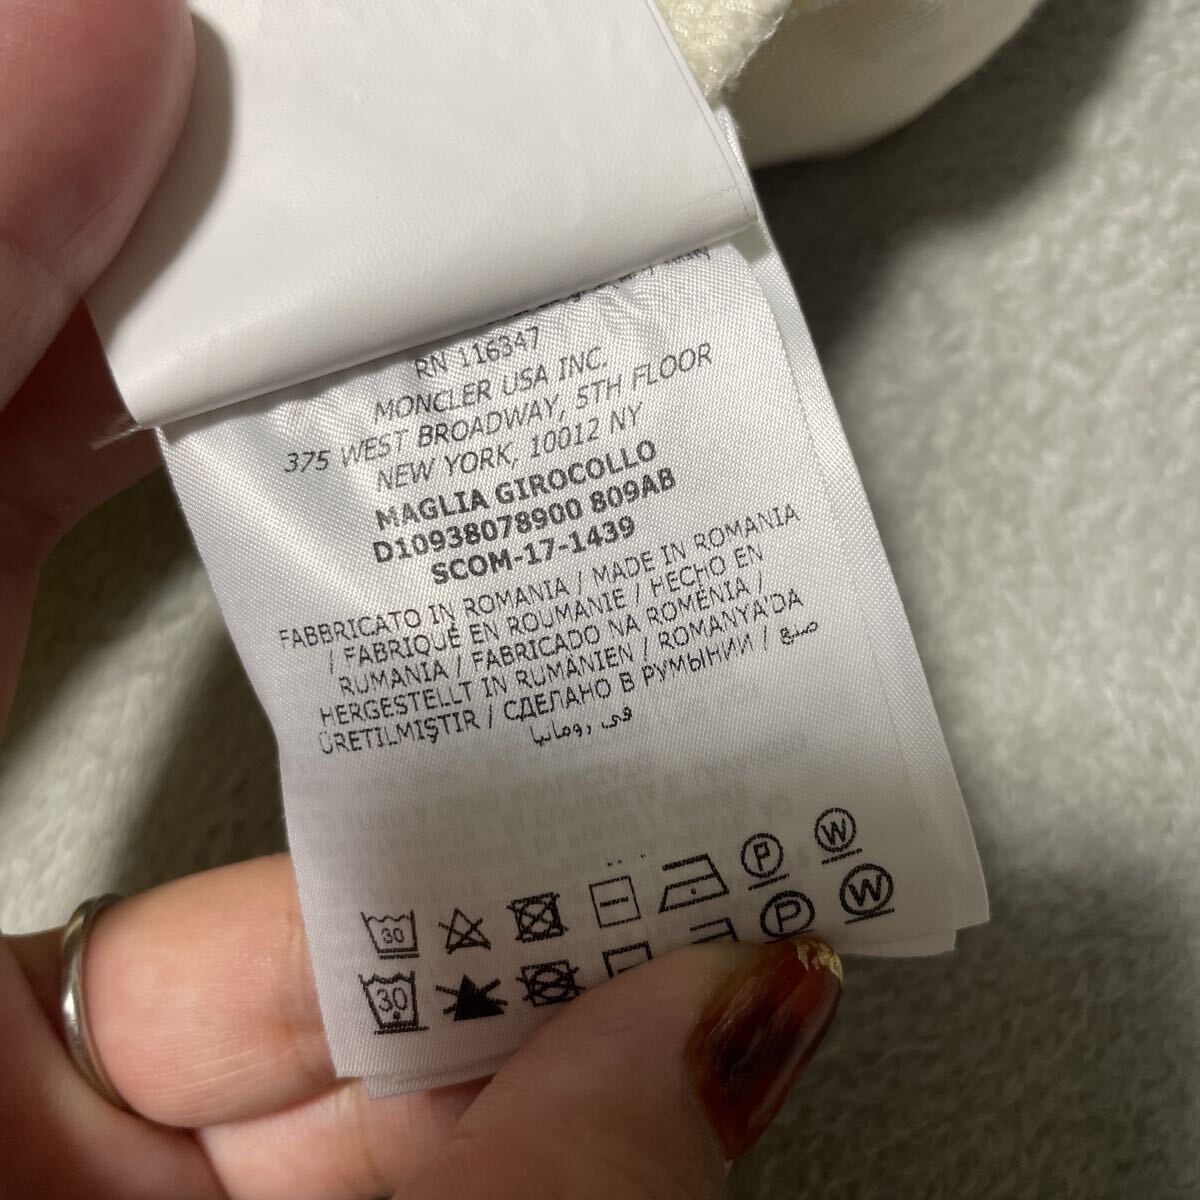 RN 116347
MONCLER USA INC.
375 WEST BROADWAY, 5TH FLOOR
NEW YORK, 10012 NY
MAGLIA GIROCOLLO
D10938078900 809AB
SCOM-17-1439
FABBRICATO IN ROMANIA / MADE IN ROMANIA
/ FABRIQUÉ EN ROUMANIE / HECHO EN
RUMANIA / FABRICADO NA ROMÉNIA /
HERGESTELLT IN RUMÄNIEN / ROMANYA'DA
ÜRETILMIŞTIR / СДЕЛАНО В РУМЫНИИ / صنع
في رومانيا
30 P W
30 P W